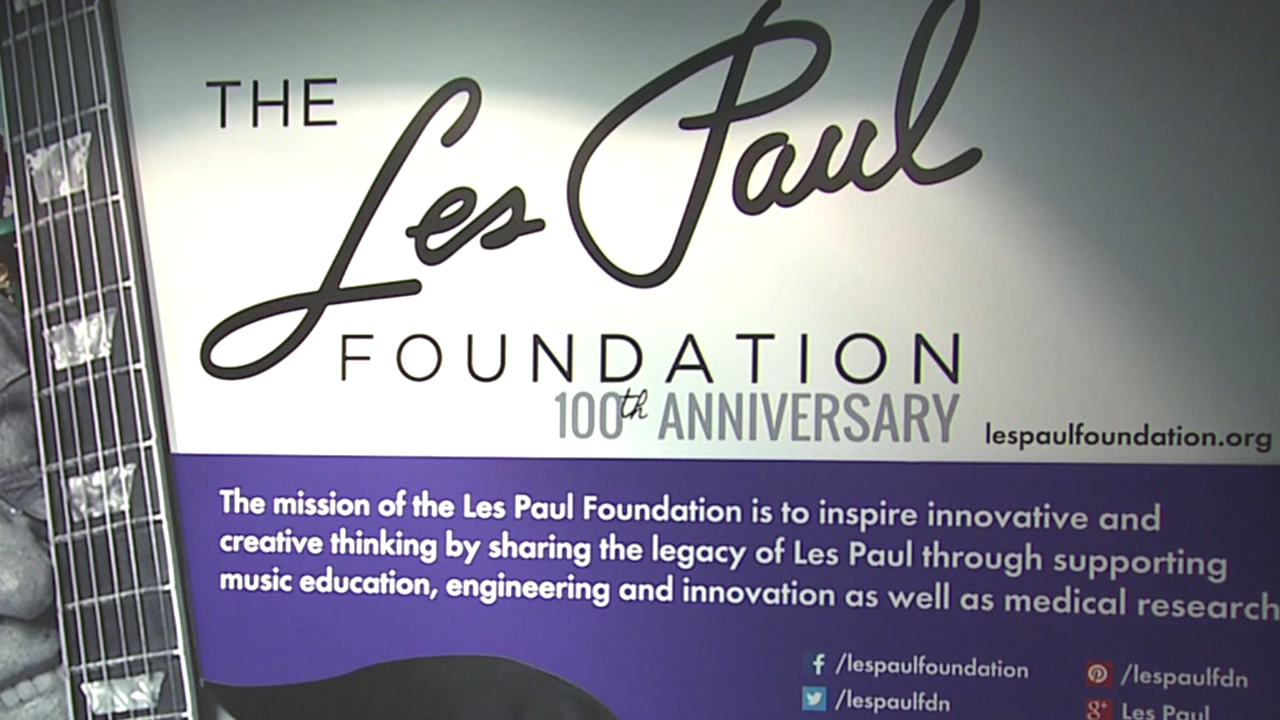 THE
Les Paul
FOUNDATION
100th ANNIVERSARY
lespaulfoundation.org
The mission of the Les Paul Foundation is to inspire innovative and
creative thinking by sharing the legacy of Les Paul through supporting
music education, engineering and innovation as well as medical research
f /lespaulfoundation
/lespaulfdn
/lespaulfdn
g+ Les Paul